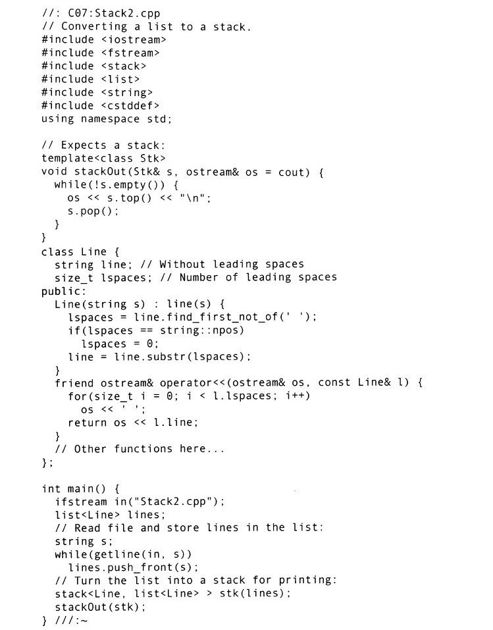 //: C07:Stack2.cpp
// Converting a list to a stack.
#include <iostream>
#include <fstream>
#include <stack>
#include <list>
#include <string>
#include <cstddef>
using namespace std;

// Expects a stack:
template<class Stk>
void stackOut(Stk& s, ostream& os = cout) {
  while(!s.empty()) {
    os << s.top() << "\n";
    s.pop();
  }
}
class Line {
  string line; // Without leading spaces
  size_t lspaces; // Number of leading spaces
public:
  Line(string s) : line(s) {
    lspaces = line.find_first_not_of(' ');
    if(lspaces == string::npos)
      lspaces = 0;
    line = line.substr(lspaces);
  }
  friend ostream& operator<<(ostream& os, const Line& l) {
    for(size_t i = 0; i < l.lspaces; i++)
      os << ' ';
    return os << l.line;
  }
  // Other functions here...
};

int main() {
  ifstream in("Stack2.cpp");
  list<Line> lines;
  // Read file and store lines in the list:
  string s;
  while(getline(in, s))
    lines.push_front(s);
  // Turn the list into a stack for printing:
  stack<Line, list<Line> > stk(lines);
  stackOut(stk);
} ///:~